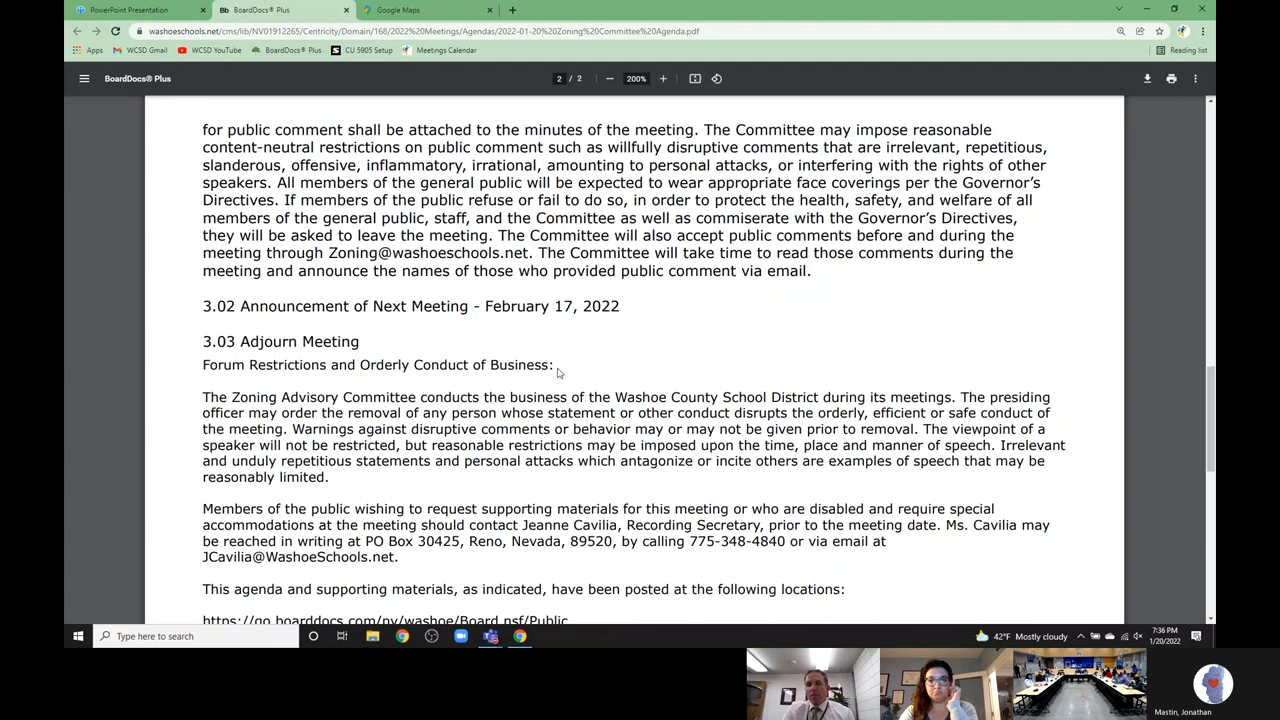 PowerPoint Presentation
BoardDocs® Plus
Google Maps
washoeschools.net/cms/lib/NV01912265/Centricity/Domain/168/2022%20Meetings/Agendas/2022-01-20%20Zoning%20Committee%20Agenda.pdf
WCSD Gmail
WCSD YouTube
BoardDocs® Plus
CU 5905 Setup
Meetings Calendar
Reading list
BoardDocs® Plus
2 / 2
200%
for public comment shall be attached to the minutes of the meeting. The Committee may impose reasonable
content-neutral restrictions on public comment such as willfully disruptive comments that are irrelevant, repetitious,
slanderous, offensive, inflammatory, irrational, amounting to personal attacks, or interfering with the rights of other
speakers. All members of the general public will be expected to wear appropriate face coverings per the Governor's
Directives. If members of the public refuse or fail to do so, in order to protect the health, safety, and welfare of all
members of the general public, staff, and the Committee as well as commiserate with the Governor's Directives,
they will be asked to leave the meeting. The Committee will also accept public comments before and during the
meeting through Zoning@washoeschools.net. The Committee will take time to read those comments during the
meeting and announce the names of those who provided public comment via email.
3.02 Announcement of Next Meeting - February 17, 2022
3.03 Adjourn Meeting
Forum Restrictions and Orderly Conduct of Business:
The Zoning Advisory Committee conducts the business of the Washoe County School District during its meetings. The presiding
officer may order the removal of any person whose statement or other conduct disrupts the orderly, efficient or safe conduct of
the meeting. Warnings against disruptive comments or behavior may or may not be given prior to removal. The viewpoint of a
speaker will not be restricted, but reasonable restrictions may be imposed upon the time, place and manner of speech. Irrelevant
and unduly repetitious statements and personal attacks which antagonize or incite others are examples of speech that may be
reasonably limited.
Members of the public wishing to request supporting materials for this meeting or who are disabled and require special
accommodations at the meeting should contact Jeanne Cavilia, Recording Secretary, prior to the meeting date. Ms. Cavilia may
be reached in writing at PO Box 30425, Reno, Nevada, 89520, by calling 775-348-4840 or via email at
JCavilia@WashoeSchools.net.
This agenda and supporting materials, as indicated, have been posted at the following locations:
https://go.boarddocs.com/nv/washoe/Board.nsf/Public
Type here to search
42°F Mostly cloudy
7:36 PM
1/20/2022
Mastin, Jonathan